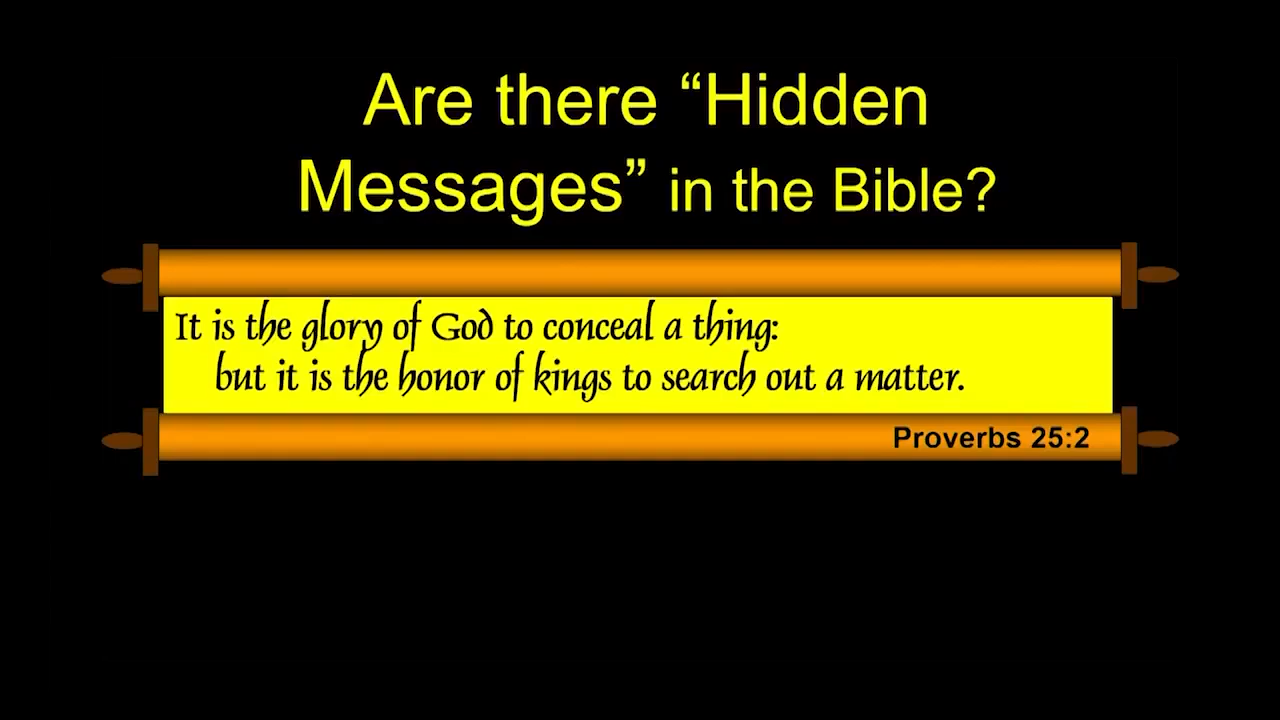 Are there “Hidden
Messages” in the Bible?
It is the glory of God to conceal a thing:
but it is the honor of kings to search out a matter.
Proverbs 25:2